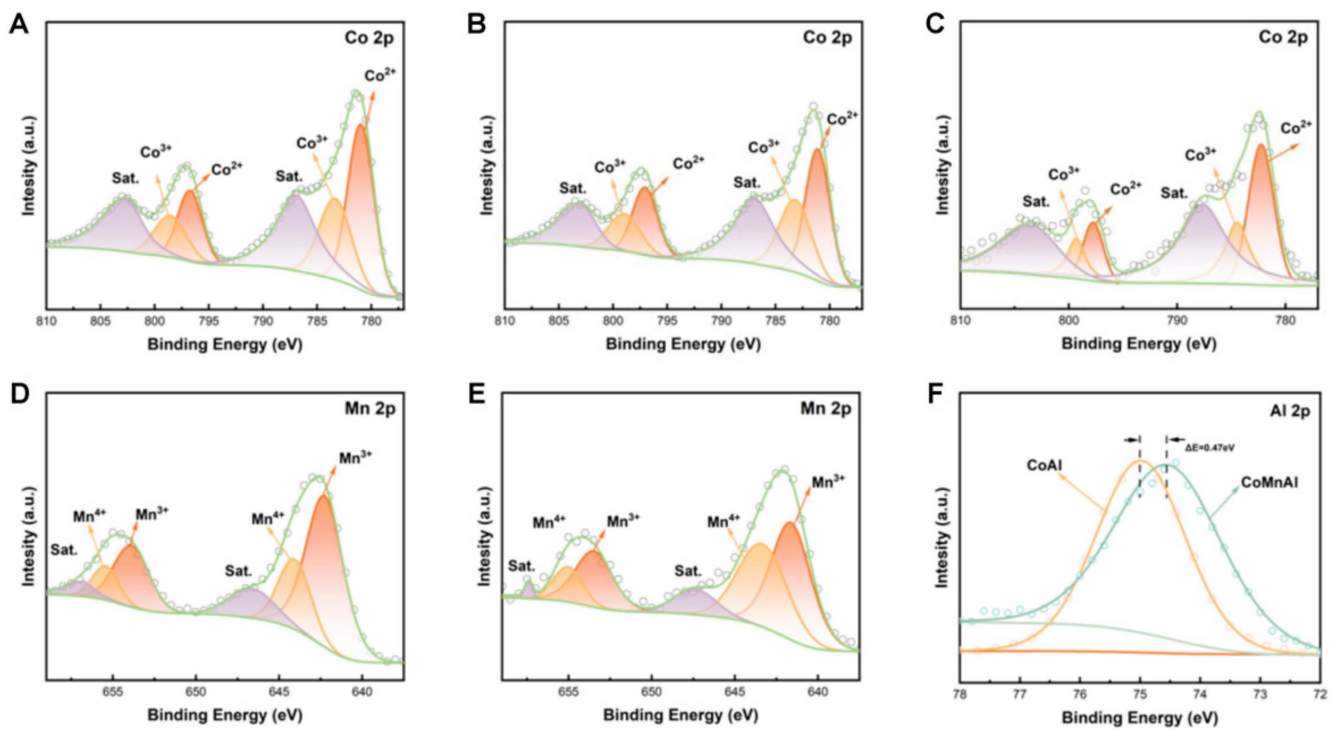 A
Co 2p
Co²⁺
Co³⁺
Co³⁺
Co²⁺
Sat.
Sat.
Intesity (a.u.)
810 805 800 795 790 785 780
Binding Energy (eV)
B
Co 2p
Co²⁺
Co³⁺
Co³⁺
Co²⁺
Sat.
Sat.
Intesity (a.u.)
810 805 800 795 790 785 780
Binding Energy (eV)
C
Co 2p
Co²⁺
Co³⁺
Co³⁺
Co²⁺
Sat.
Sat.
Intesity (a.u.)
810 800 790 780
Binding Energy (eV)
D
Mn 2p
Mn³⁺
Mn⁴⁺
Mn³⁺
Mn⁴⁺
Sat.
Sat.
Intesity (a.u.)
655 650 645 640
Binding Energy (eV)
E
Mn 2p
Mn³⁺
Mn⁴⁺
Mn³⁺
Mn⁴⁺
Sat.
Sat.
Intesity (a.u.)
655 650 645 640
Binding Energy (eV)
F
Al 2p
ΔE=0.47eV
CoAl
CoMnAl
Intesity (a.u.)
78 77 76 75 74 73 72
Binding Energy (eV)